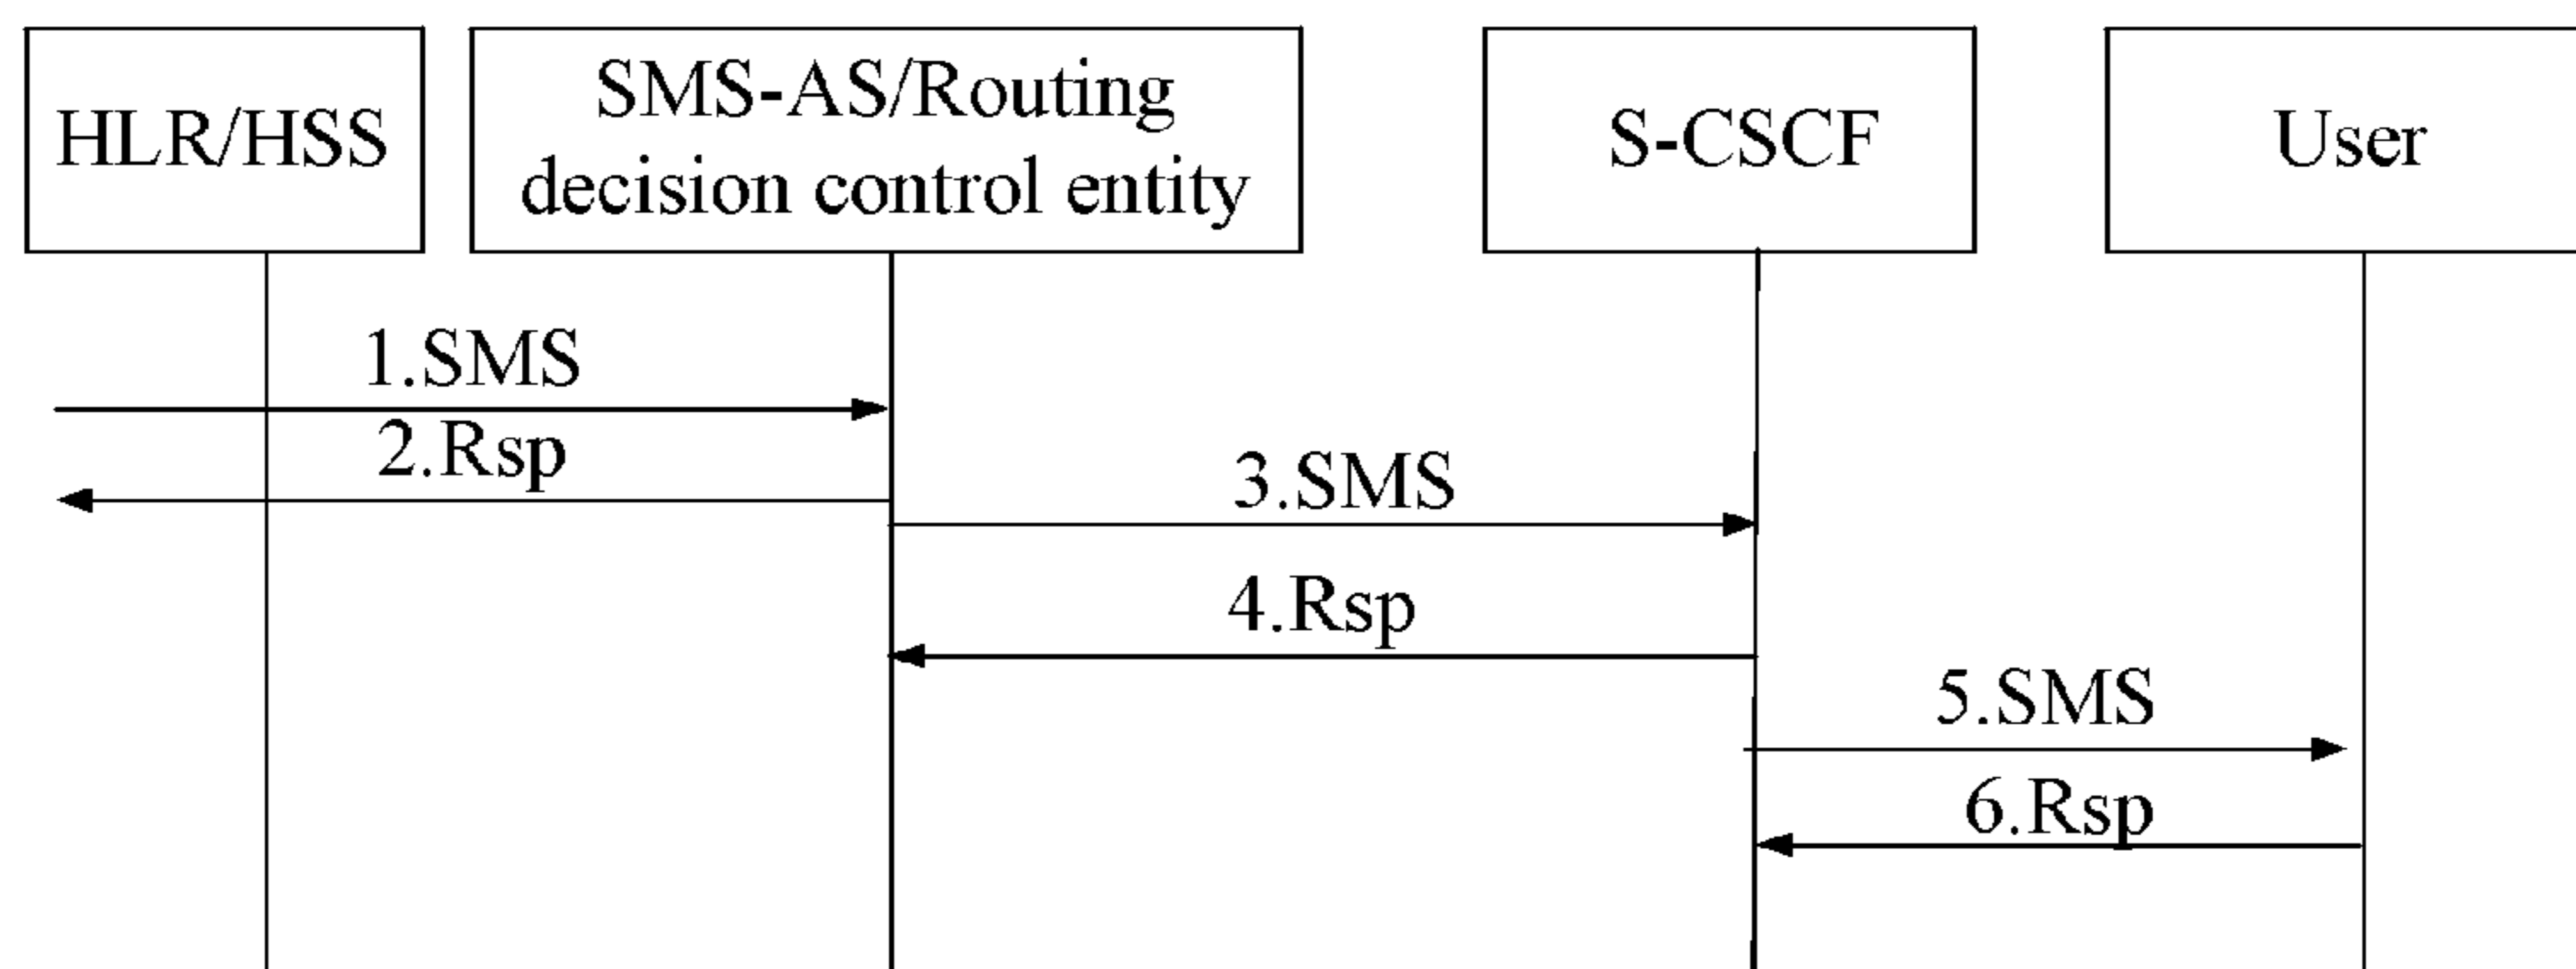 HLR/HSS
SMS-AS/Routing
decision control entity
S-CSCF
User
1.SMS
2.Rsp
3.SMS
4.Rsp
5.SMS
6.Rsp